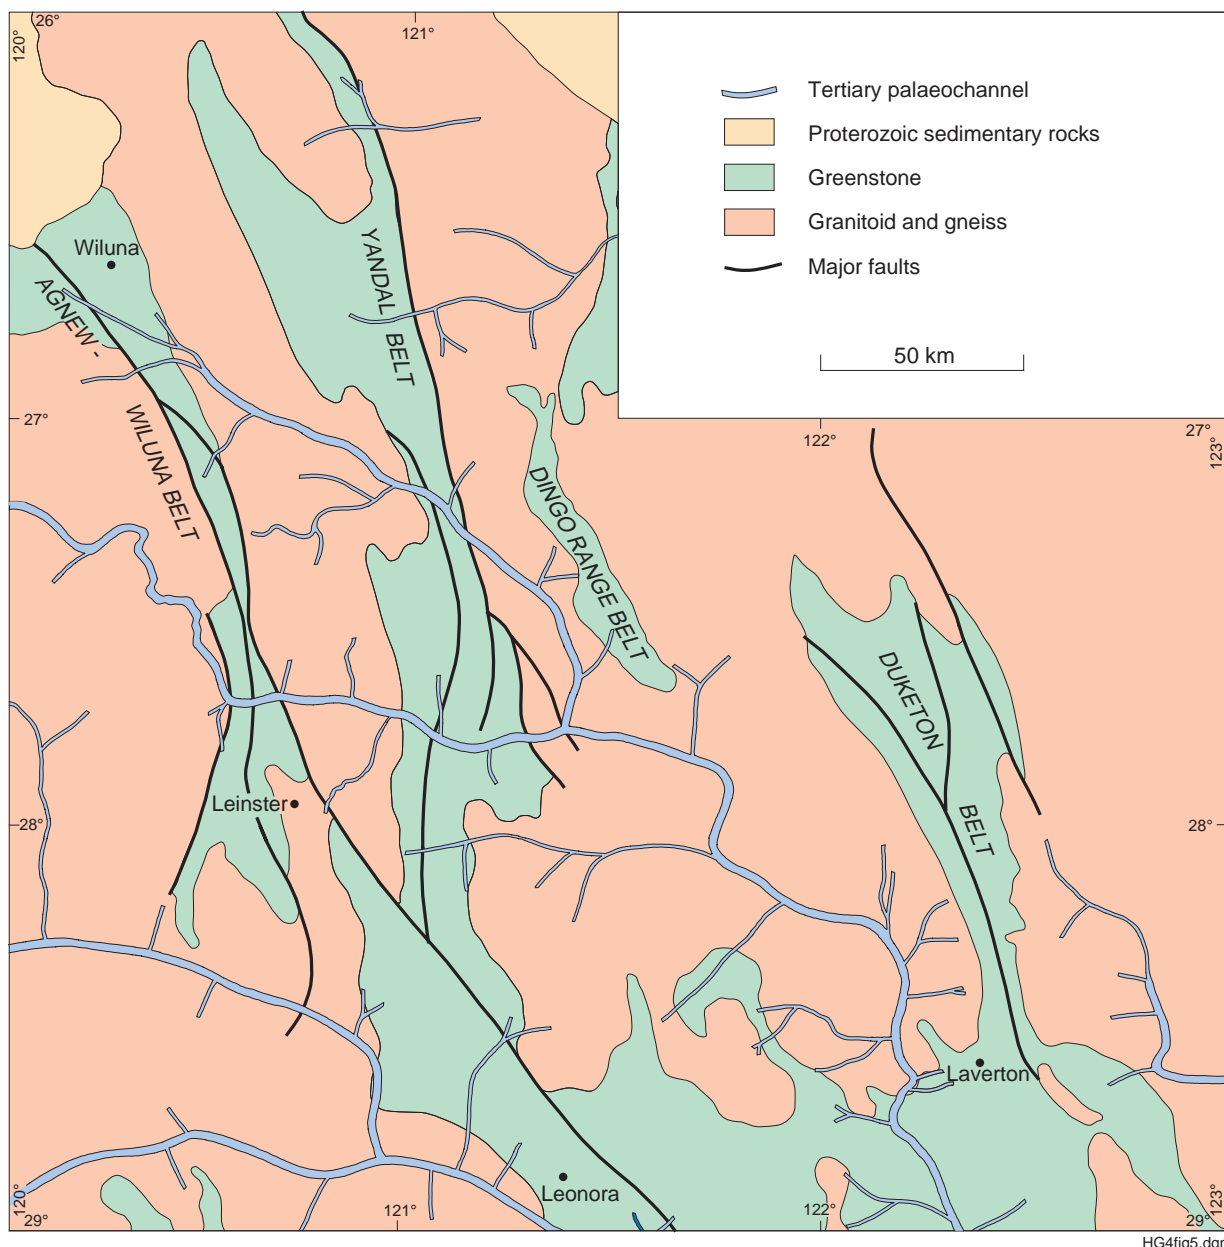 120°
26°
121°
Tertiary palaeochannel
Proterozoic sedimentary rocks
Greenstone
Granitoid and gneiss
Major faults
50 km
Wiluna
AGNEW -
WILUNA BELT
YANDAL BELT
27°
122°
27°
123°
DINGO RANGE BELT
DUKETON
BELT
Leinster
28°
28°
Laverton
Leonora
120°
29°
121°
122°
29°
123°
HG4fig5.dgn